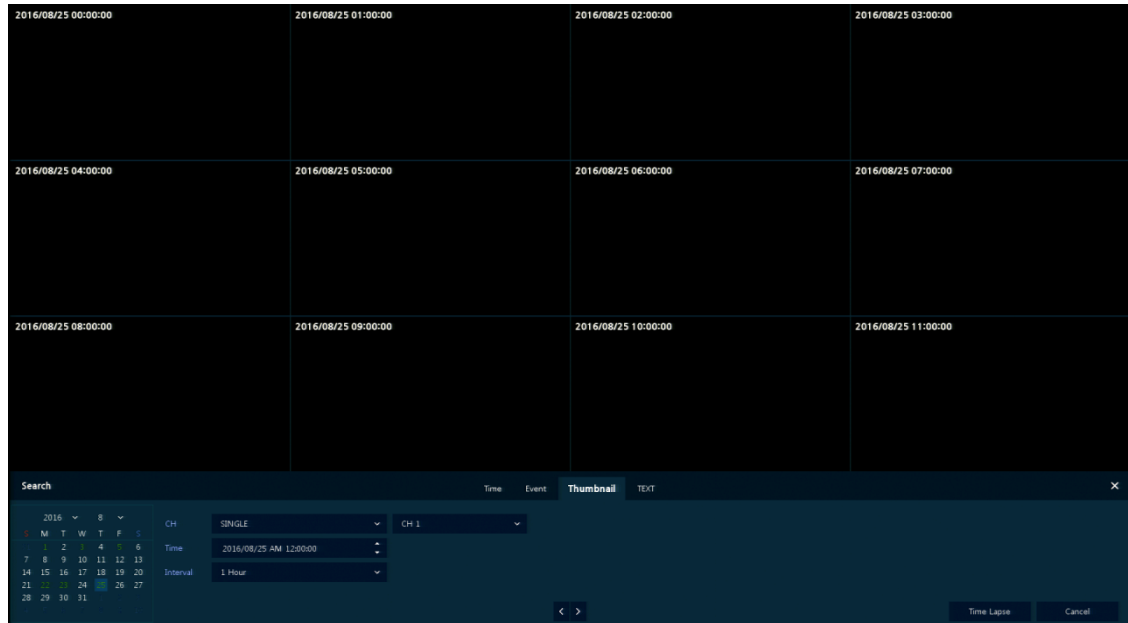 2016/08/25 00:00:00 2016/08/25 01:00:00 2016/08/25 02:00:00 2016/08/25 03:00:00
2016/08/25 04:00:00 2016/08/25 05:00:00 2016/08/25 06:00:00 2016/08/25 07:00:00
2016/08/25 08:00:00 2016/08/25 09:00:00 2016/08/25 10:00:00 2016/08/25 11:00:00
Search Time Event Thumbnail TEXT ×
2016 8
S M T W T F S
1 2 3 4 5 6
7 8 9 10 11 12 13
14 15 16 17 18 19 20
21 22 23 24 25 26 27
28 29 30 31
CH SINGLE CH 1
Time 2016/08/25 AM 12:00:00
Interval 1 Hour
< >
Time Lapse Cancel